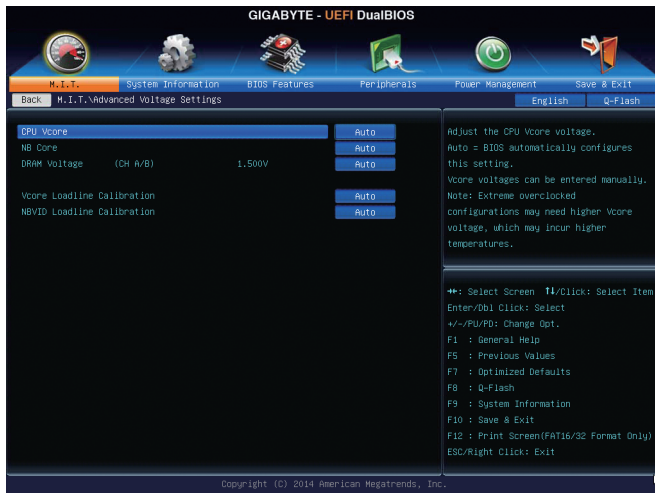 GIGABYTE - UEFI DualBIOS
M.I.T. System Information BIOS Features Peripherals Power Management Save & Exit
Back M.I.T.\Advanced Voltage Settings English Q-Flash
CPU Vcore Auto
NB Core Auto
DRAM Voltage (CH A/B) 1.500V Auto
Vcore Loadline Calibration Auto
NBVID Loadline Calibration Auto
Adjust the CPU Vcore voltage.
Auto = BIOS automatically configures
this setting.
Vcore voltages can be entered manually.
Note: Extreme overclocked
configurations may need higher Vcore
voltage, which may incur higher
temperatures.
→←: Select Screen ↑↓/Click: Select Item
Enter/Dbl Click: Select
+/-/PU/PD: Change Opt.
F1 : General Help
F5 : Previous Values
F7 : Optimized Defaults
F8 : Q-Flash
F9 : System Information
F10 : Save & Exit
F12 : Print Screen(FAT16/32 Format Only)
ESC/Right Click: Exit
Copyright (C) 2014 American Megatrends, Inc.